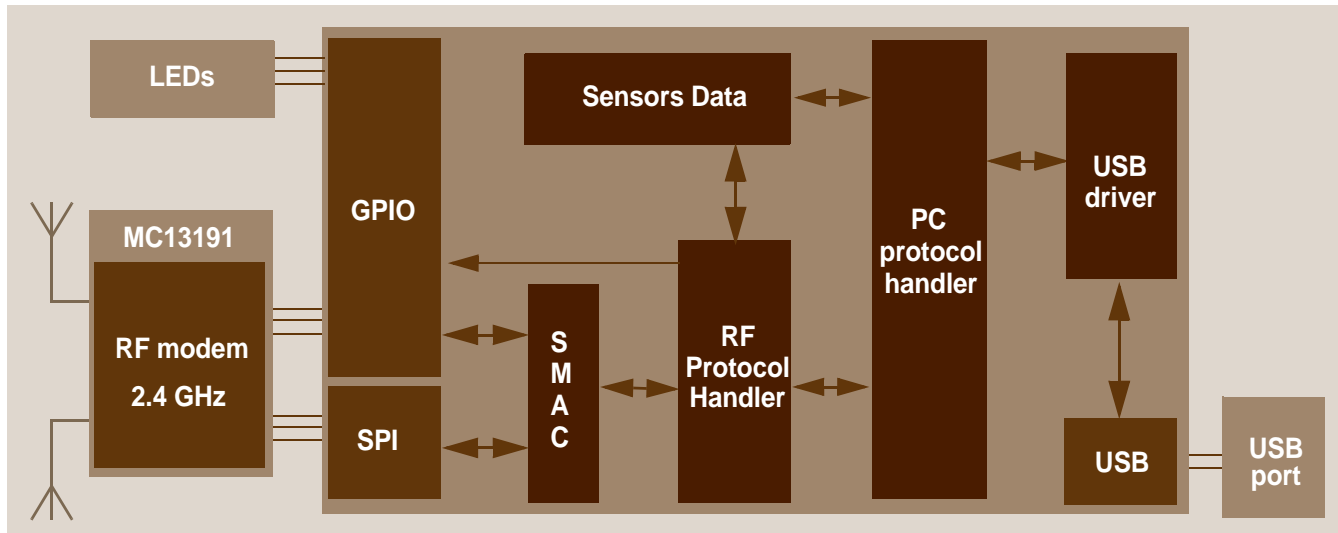 LEDs
GPIO
Sensors Data
PC
protocol
handler
USB
driver
MC13191
RF modem
2.4 GHz
SPI
S
M
A
C
RF
Protocol
Handler
USB
USB
port